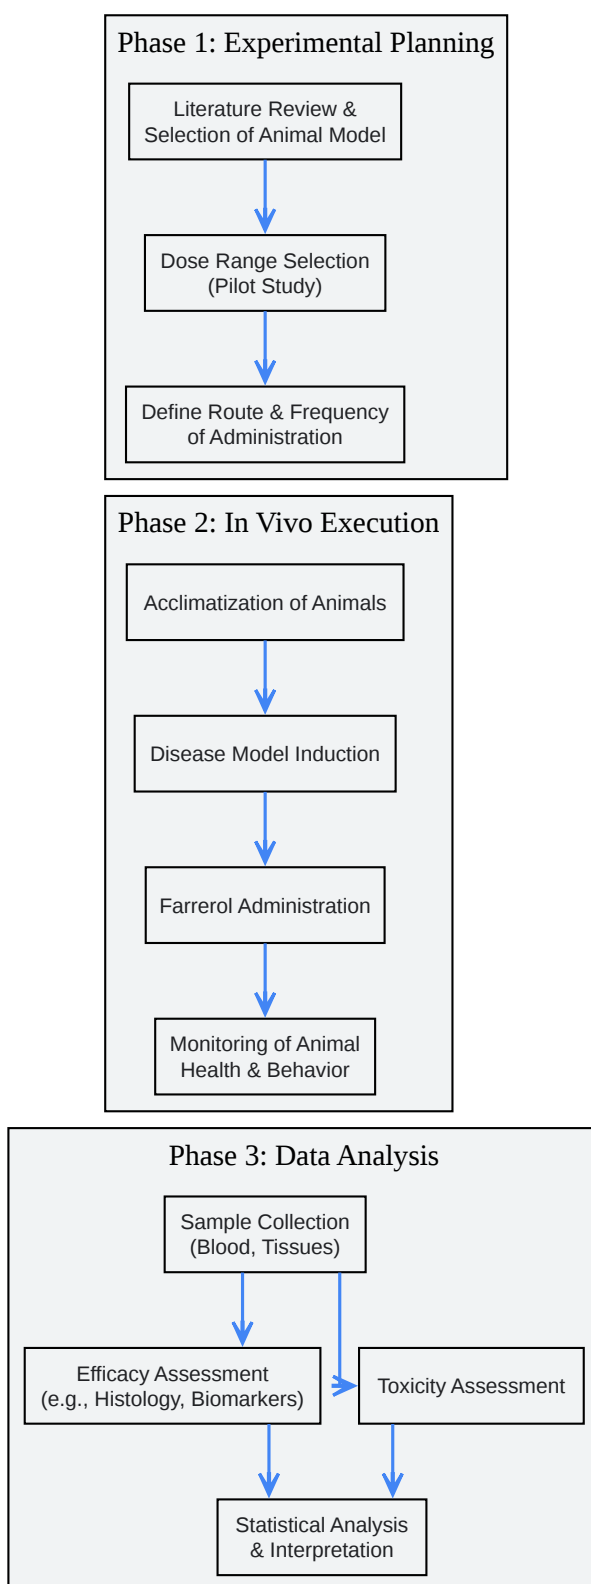 Phase 1: Experimental Planning
Literature Review &
Selection of Animal Model
Dose Range Selection
(Pilot Study)
Define Route & Frequency
of Administration
Phase 2: In Vivo Execution
Acclimatization of Animals
Disease Model Induction
Farrerol Administration
Monitoring of Animal
Health & Behavior
Phase 3: Data Analysis
Sample Collection
(Blood, Tissues)
Efficacy Assessment
(e.g., Histology, Biomarkers)
Toxicity Assessment
Statistical Analysis
& Interpretation